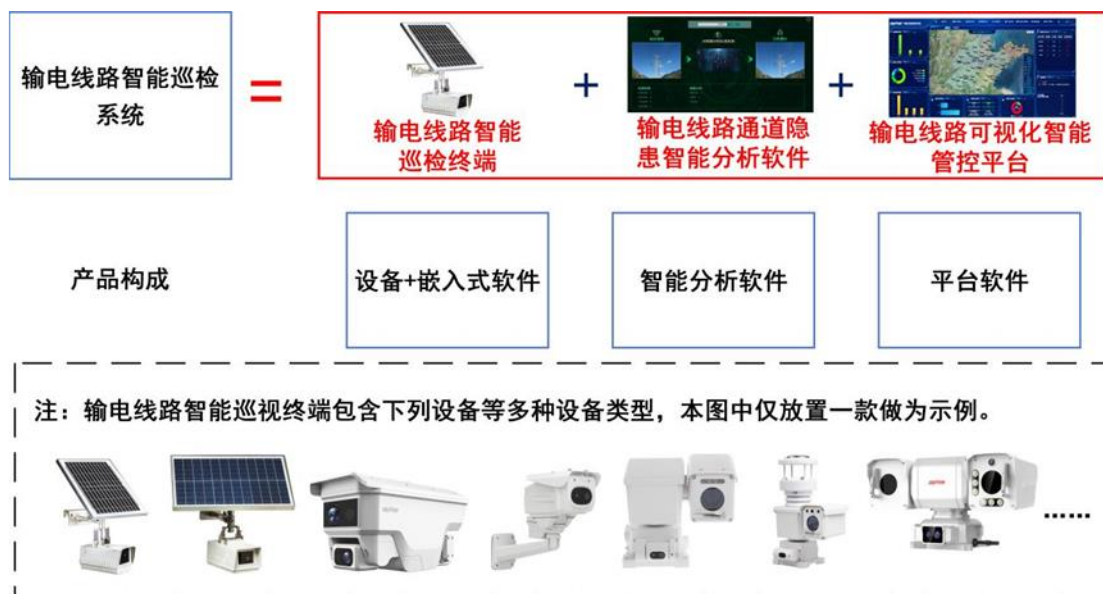 输电线路智能巡检
系统
=
+
+
输电线路智能
巡检终端
输电线路通道隐
患智能分析软件
输电线路可视化智能
管控平台
产品构成
设备+嵌入式软件
智能分析软件
平台软件
注：输电线路智能巡视终端包含下列设备等多种设备类型，本图中仅放置一款做为示例。
……